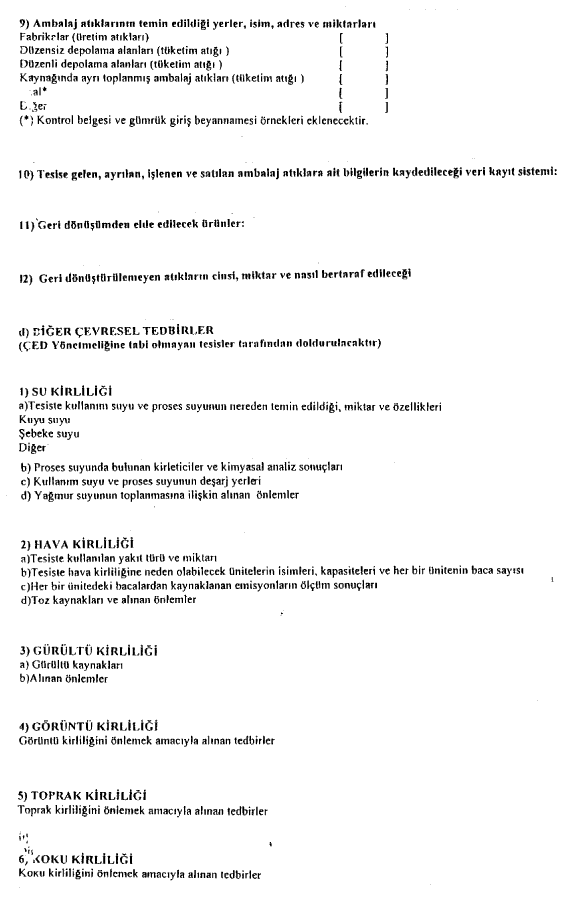 9) Ambalaj atıklarının temin edildiği yerler, isim, adres ve miktarları
Fabrikalar (üretim atıkları) [ ]
Düzensiz depolama alanları (tüketim atığı ) [ ]
Düzenli depolama alanları (tüketim atığı ) [ ]
Kaynağında ayrı toplanmış ambalaj atıkları (tüketim atığı ) [ ]
al* [ ]
Diğer [ ]
(*) Kontrol belgesi ve gümrük giriş beyannamesi örnekleri eklenecektir.
10) Tesise gelen, ayrılan, işlenen ve satılan ambalaj atıklara ait bilgilerin kaydedileceği veri kayıt sistemi:
11) Geri dönüşümden elde edilecek ürünler:
12) Geri dönüştürülemeyen atıkların cinsi, miktar ve nasıl bertaraf edileceği
d) DİĞER ÇEVRESEL TEDBİRLER
(ÇED Yönetmeliğine tabi olmayan tesisler tarafından doldurulacaktır)
1) SU KİRLİLİĞİ
a)Tesiste kullanım suyu ve proses suyunun nereden temin edildiği, miktar ve özellikleri
Kuyu suyu
Şebeke suyu
Diğer
b) Proses suyunda bulunan kirleticiler ve kimyasal analiz sonuçları
c) Kullanım suyu ve proses suyunun deşarj yerleri
d) Yağmur suyunun toplanmasına ilişkin alınan önlemler
2) HAVA KİRLİLİĞİ
a)Tesiste kullanılan yakıt türü ve miktarı
b)Tesiste hava kirliliğine neden olabilecek ünitelerin isimleri, kapasiteleri ve her bir ünitenin baca sayısı
c)Her bir ünitedeki bacalardan kaynaklanan emisyonların ölçüm sonuçları
d)Toz kaynakları ve alınan önlemler
3) GÜRÜLTÜ KİRLİLİĞİ
a) Gürültü kaynakları
b)Alınan önlemler
4) GÖRÜNTÜ KİRLİLİĞİ
Görüntü kirliliğini önlemek amacıyla alınan tedbirler
5) TOPRAK KİRLİLİĞİ
Toprak kirliliğini önlemek amacıyla alınan tedbirler
6) KOKU KİRLİLİĞİ
Koku kirliliğini önlemek amacıyla alınan tedbirler